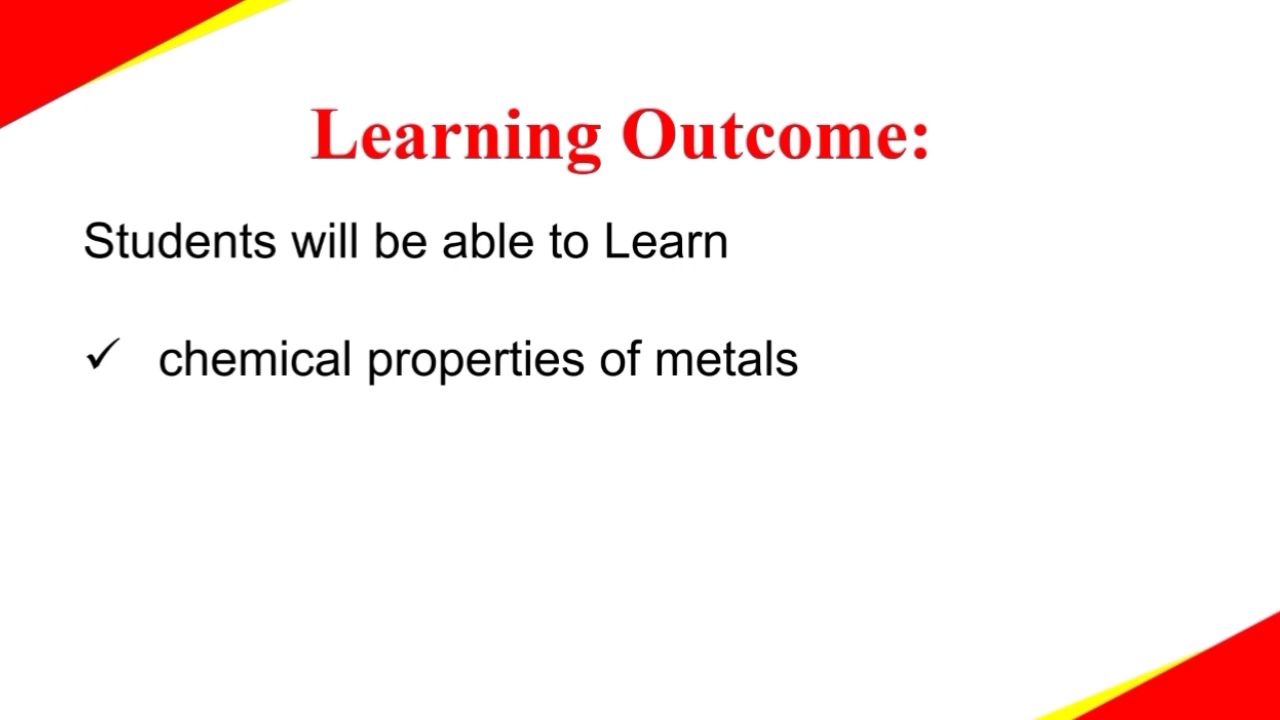 Learning Outcome:
Students will be able to Learn
✓ chemical properties of metals